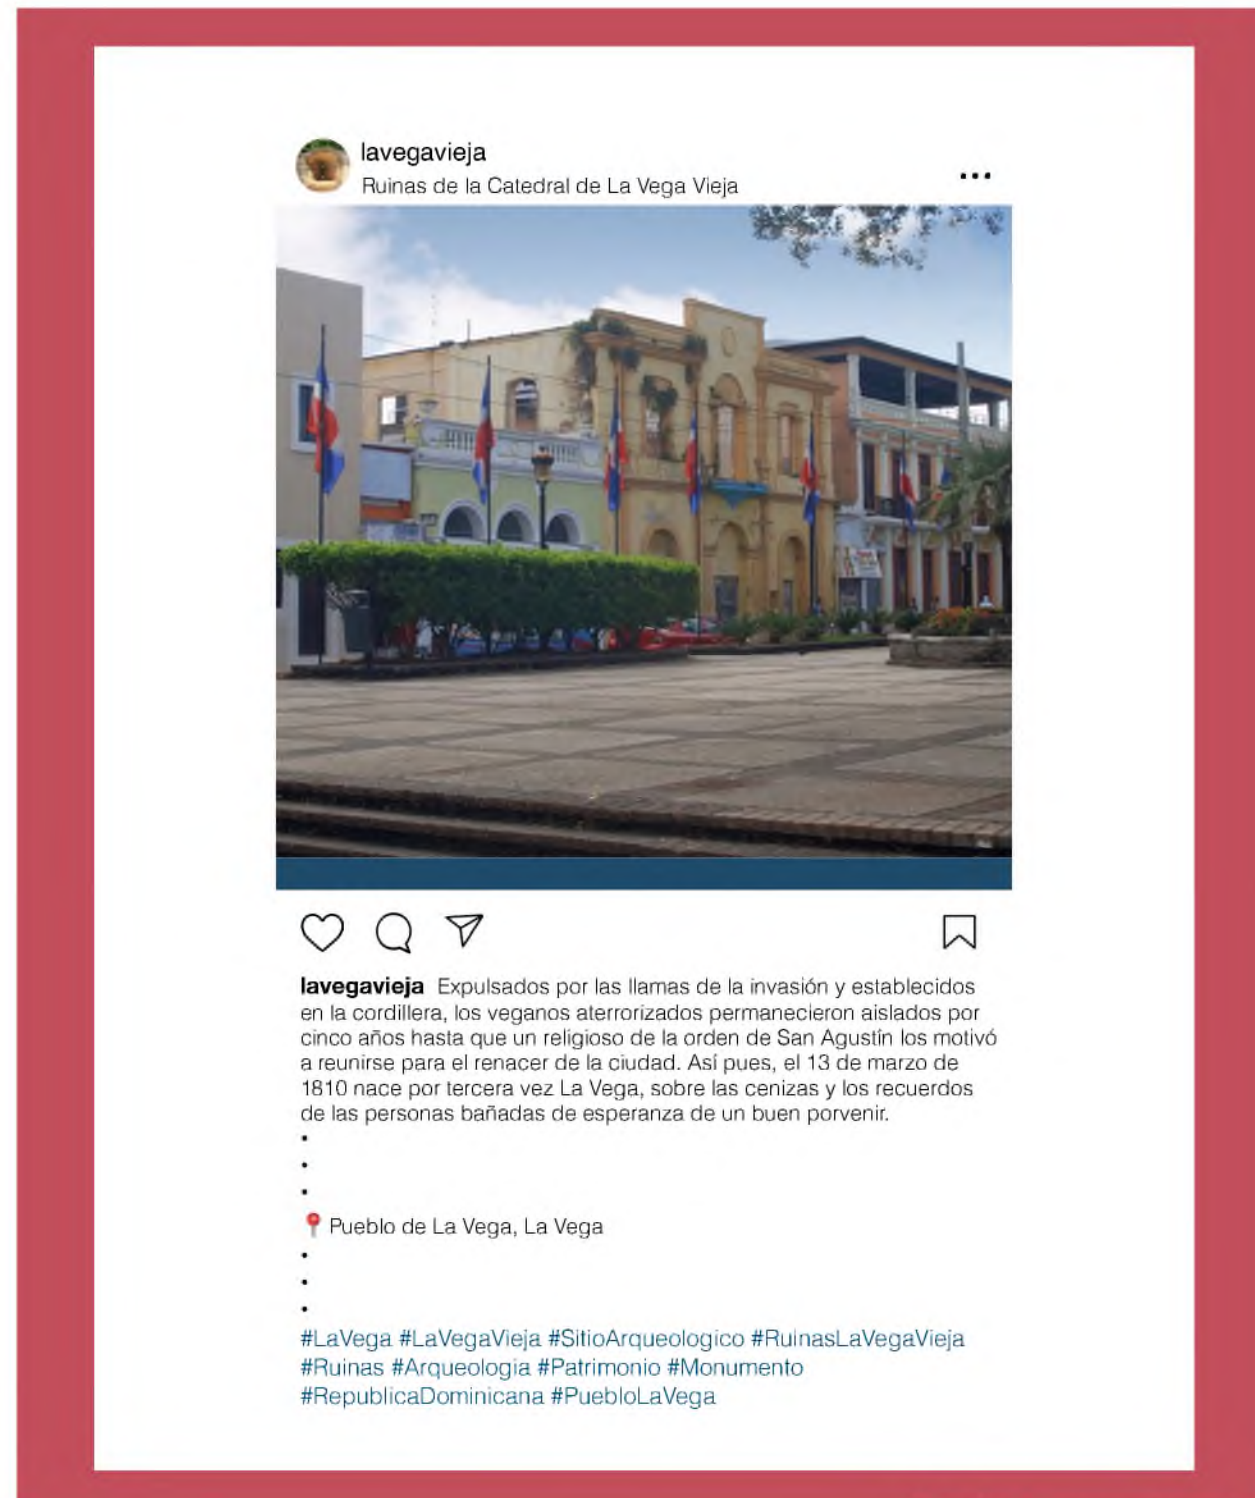 lavegavieja
Ruinas de la Catedral de La Vega Vieja
lavegavieja Expulsados por las llamas de la invasión y establecidos
en la cordillera, los veganos aterrorizados permanecieron aislados por
cinco años hasta que un religioso de la orden de San Agustín los motivó
a reunirse para el renacer de la ciudad. Así pues, el 13 de marzo de
1810 nace por tercera vez La Vega, sobre las cenizas y los recuerdos
de las personas bañadas de esperanza de un buen porvenir.
•
•
•
📍 Pueblo de La Vega, La Vega
•
•
•
#LaVega #LaVegaVieja #SitioArqueologico #RuinasLaVegaVieja
#Ruinas #Arqueologia #Patrimonio #Monumento
#RepublicaDominicana #PuebloLaVega